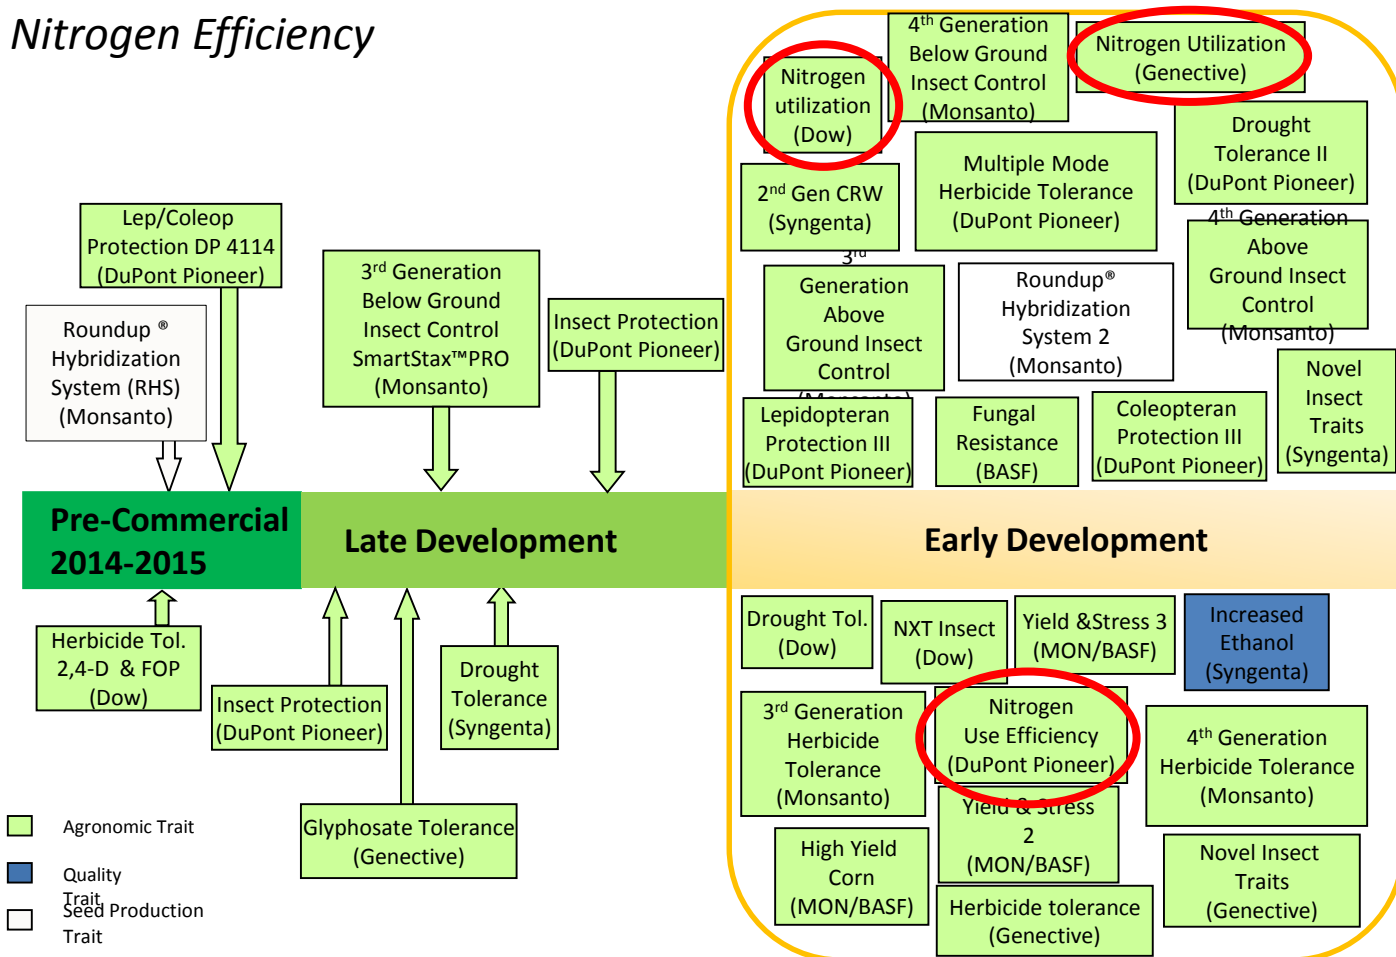 Nitrogen Efficiency
Nitrogen
utilization
(Dow)
4th Generation
Below Ground
Insect Control
(Monsanto)
Nitrogen Utilization
(Genective)
Drought
Tolerance II
(DuPont Pioneer)
2nd Gen CRW
(Syngenta)
Multiple Mode
Herbicide Tolerance
(DuPont Pioneer)
4th Generation
Above
Ground Insect
Control
(Monsanto)
3rd
Generation
Above
Ground Insect
Control
(Monsanto)
Roundup®
Hybridization
System 2
(Monsanto)
Novel
Insect
Traits
(Syngenta)
Lepidopteran
Protection III
(DuPont Pioneer)
Fungal
Resistance
(BASF)
Coleopteran
Protection III
(DuPont Pioneer)
Lep/Coleop
Protection DP 4114
(DuPont Pioneer)
Roundup ®
Hybridization
System (RHS)
(Monsanto)
3rd Generation
Below Ground
Insect Control
SmartStax™PRO
(Monsanto)
Insect Protection
(DuPont Pioneer)
Pre-Commercial
2014-2015
Late Development
Early Development
Herbicide Tol.
2,4-D & FOP
(Dow)
Insect Protection
(DuPont Pioneer)
Drought
Tolerance
(Syngenta)
Glyphosate Tolerance
(Genective)
Drought Tol.
(Dow)
NXT Insect
(Dow)
Yield &Stress 3
(MON/BASF)
Increased
Ethanol
(Syngenta)
3rd Generation
Herbicide
Tolerance
(Monsanto)
Nitrogen
Use Efficiency
(DuPont Pioneer)
4th Generation
Herbicide Tolerance
(Monsanto)
Yield & Stress
2
(MON/BASF)
High Yield
Corn
(MON/BASF)
Novel Insect
Traits
(Genective)
Herbicide tolerance
(Genective)
Agronomic Trait
Quality
Trait
Seed Production
Trait